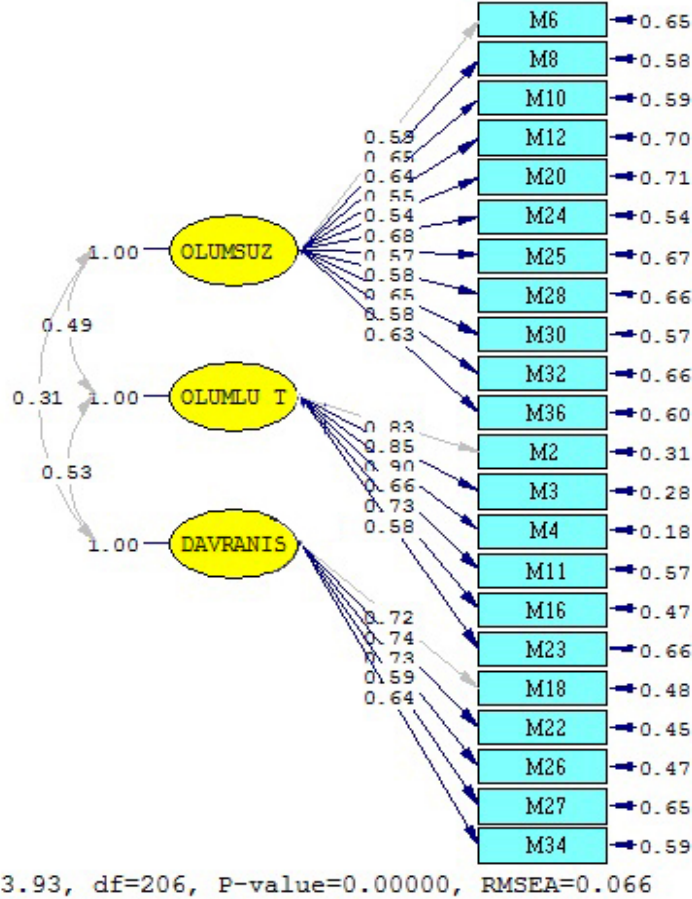 M6 0.65
M8 0.58
M10 0.59
0.59
M12 0.70
0.65
0.64
M20 0.71
0.55
0.54
M24 0.54
0.68
1.00 OLUMSUZ
0.57
M25 0.67
0.58
M28 0.66
0.65
0.58
0.49
M30 0.57
0.63
M32 0.66
0.31 1.00 OLUMLU T
M36 0.60
0.83
0.85
M2 0.31
0.90
0.53
0.66
M3 0.28
0.73
0.58
M4 0.18
1.00 DAVRANIS
M11 0.57
M16 0.47
0.72
0.74
M23 0.66
0.73
0.59
M18 0.48
0.64
M22 0.45
M26 0.47
M27 0.65
M34 0.59
3.93, df=206, P-value=0.00000, RMSEA=0.066